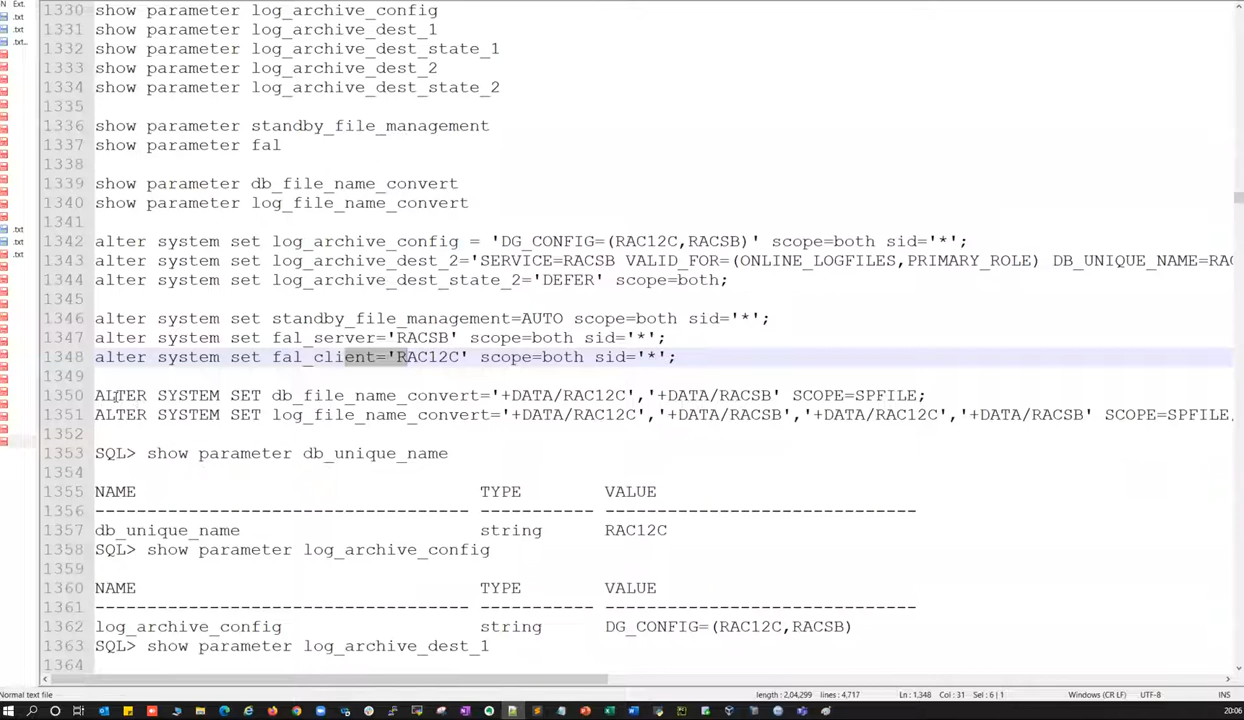 N Ext.
.txt
.txt
.txt...
.txt
.txt
1330 show parameter log_archive_config
1331 show parameter log_archive_dest_1
1332 show parameter log_archive_dest_state_1
1333 show parameter log_archive_dest_2
1334 show parameter log_archive_dest_state_2
1335
1336 show parameter standby_file_management
1337 show parameter fal
1338
1339 show parameter db_file_name_convert
1340 show parameter log_file_name_convert
1341
1342 alter system set log_archive_config = 'DG_CONFIG=(RAC12C,RACSB)' scope=both sid='*';
1343 alter system set log_archive_dest_2='SERVICE=RACSB VALID_FOR=(ONLINE_LOGFILES,PRIMARY_ROLE) DB_UNIQUE_NAME=RAC
1344 alter system set log_archive_dest_state_2='DEFER' scope=both;
1345
1346 alter system set standby_file_management=AUTO scope=both sid='*';
1347 alter system set fal_server='RACSB' scope=both sid='*';
1348 alter system set fal_client='RAC12C' scope=both sid='*';
1349
1350 ALTER SYSTEM SET db_file_name_convert='+DATA/RAC12C','+DATA/RACSB' SCOPE=SPFILE;
1351 ALTER SYSTEM SET log_file_name_convert='+DATA/RAC12C','+DATA/RACSB','+DATA/RAC12C','+DATA/RACSB' SCOPE=SPFILE
1352
1353 SQL> show parameter db_unique_name
1354
1355 NAME TYPE VALUE
1356 ------------------------------------ ----------- ------------------------------
1357 db_unique_name string RAC12C
1358 SQL> show parameter log_archive_config
1359
1360 NAME TYPE VALUE
1361 ------------------------------------ ----------- ------------------------------
1362 log_archive_config string DG_CONFIG=(RAC12C,RACSB)
1363 SQL> show parameter log_archive_dest_1
1364
Normal text file length : 2,04,299 lines : 4,717 Ln : 1,348 Col : 31 Sel : 6 | 1 Windows (CR LF) UTF-8 INS
20:06